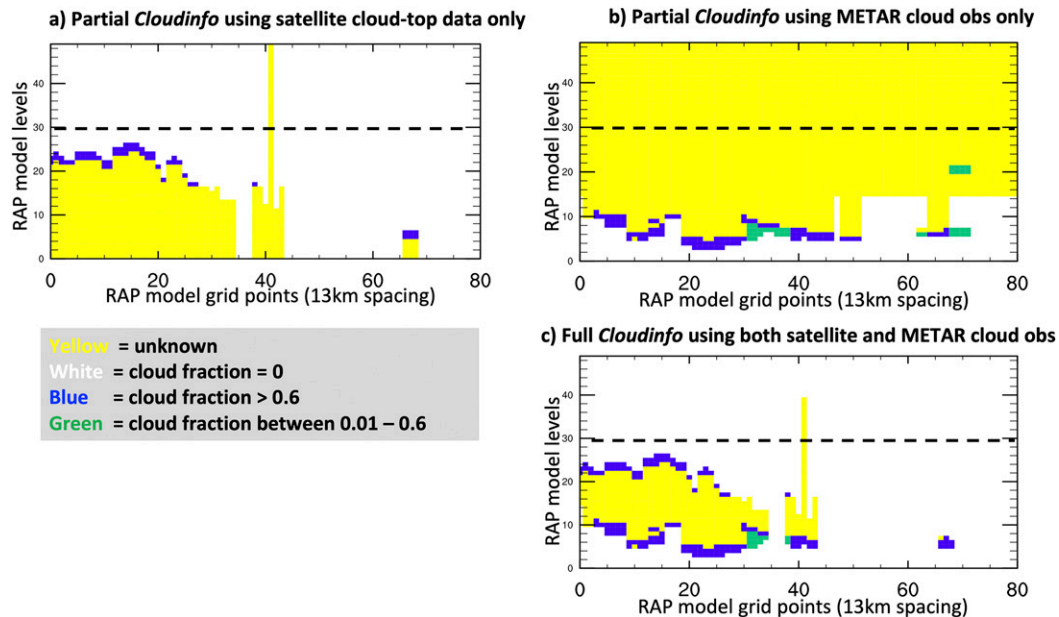 a) Partial Cloudinfo using satellite cloud-top data only
RAP model levels
40
30
20
10
0
0 20 40 60 80
RAP model grid points (13km spacing)
b) Partial Cloudinfo using METAR cloud obs only
RAP model levels
40
30
20
10
0
0 20 40 60 80
RAP model grid points (13km spacing)
Yellow = unknown
White = cloud fraction = 0
Blue = cloud fraction > 0.6
Green = cloud fraction between 0.01 – 0.6
c) Full Cloudinfo using both satellite and METAR cloud obs
RAP model levels
40
30
20
10
0
0 20 40 60 80
RAP model grid points (13km spacing)